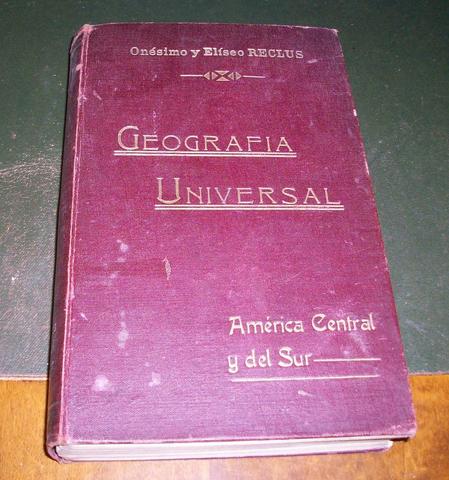 Onésimo y Elíseo RECLUS
GEOGRAFIA
UNIVERSAL
América Central
y del Sur